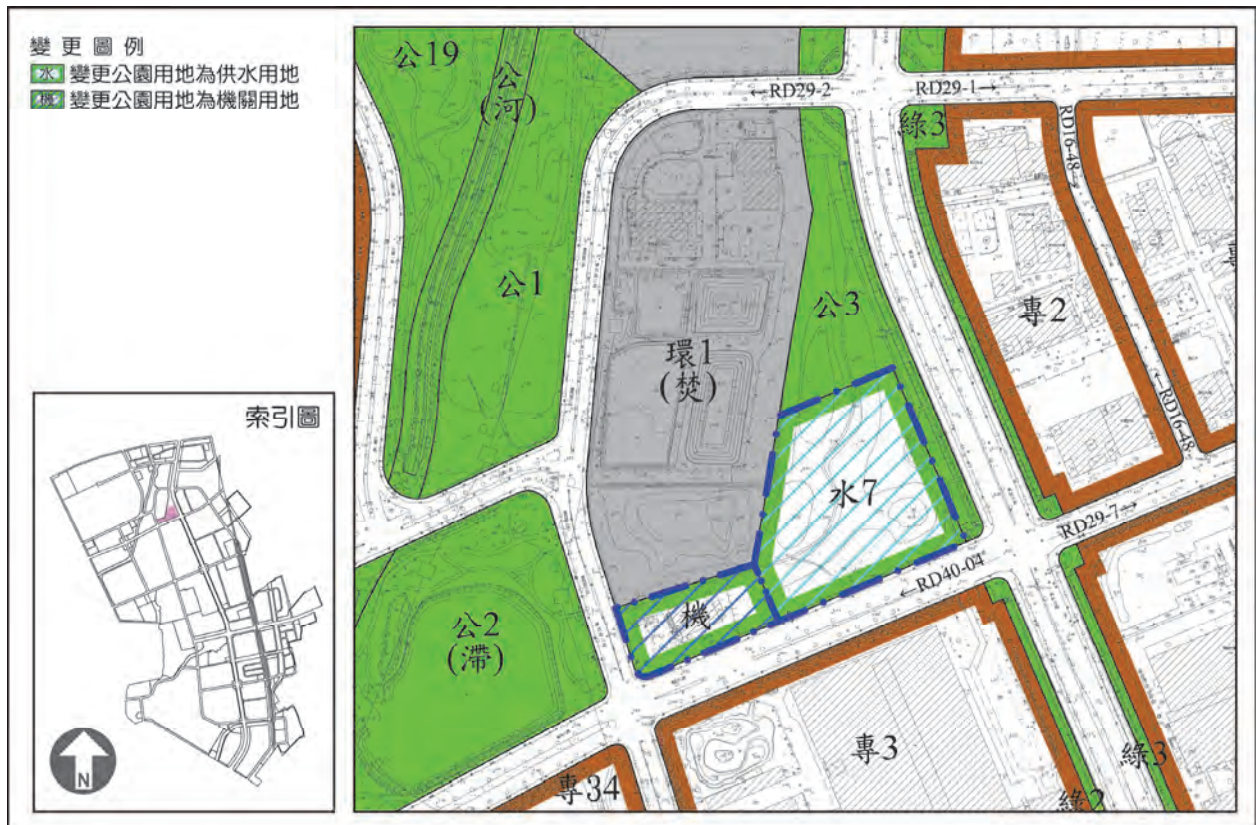 變更圖例
水 變更公園用地為供水用地
機 變更公園用地為機關用地
索引圖
N
公19
公
(河)
←RD29-2
RD29-1→
綠3
RD16-48→
公1
公3
專2
環1
(焚)
←RD16-48
水7
RD29-7→
←RD40-04
機
公2
(滯)
專3
綠3
專34
綠2